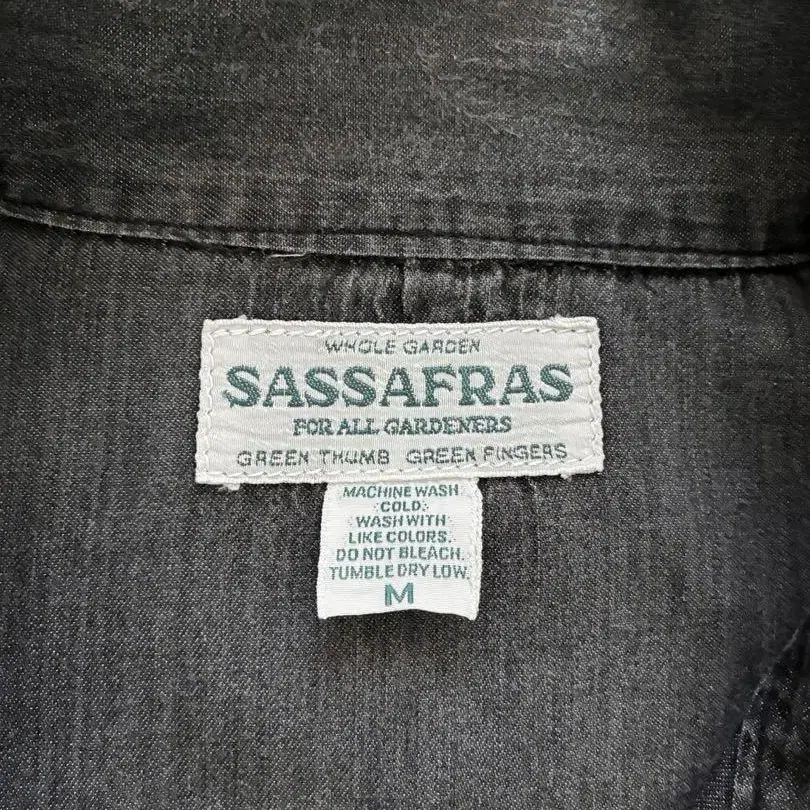 WHOLE GARDEN
SASSAFRAS
FOR ALL GARDENERS
GREEN THUMB GREEN FINGERS
MACHINE WASH
COLD.
WASH WITH
LIKE COLORS.
DO NOT BLEACH.
TUMBLE DRY LOW.
M